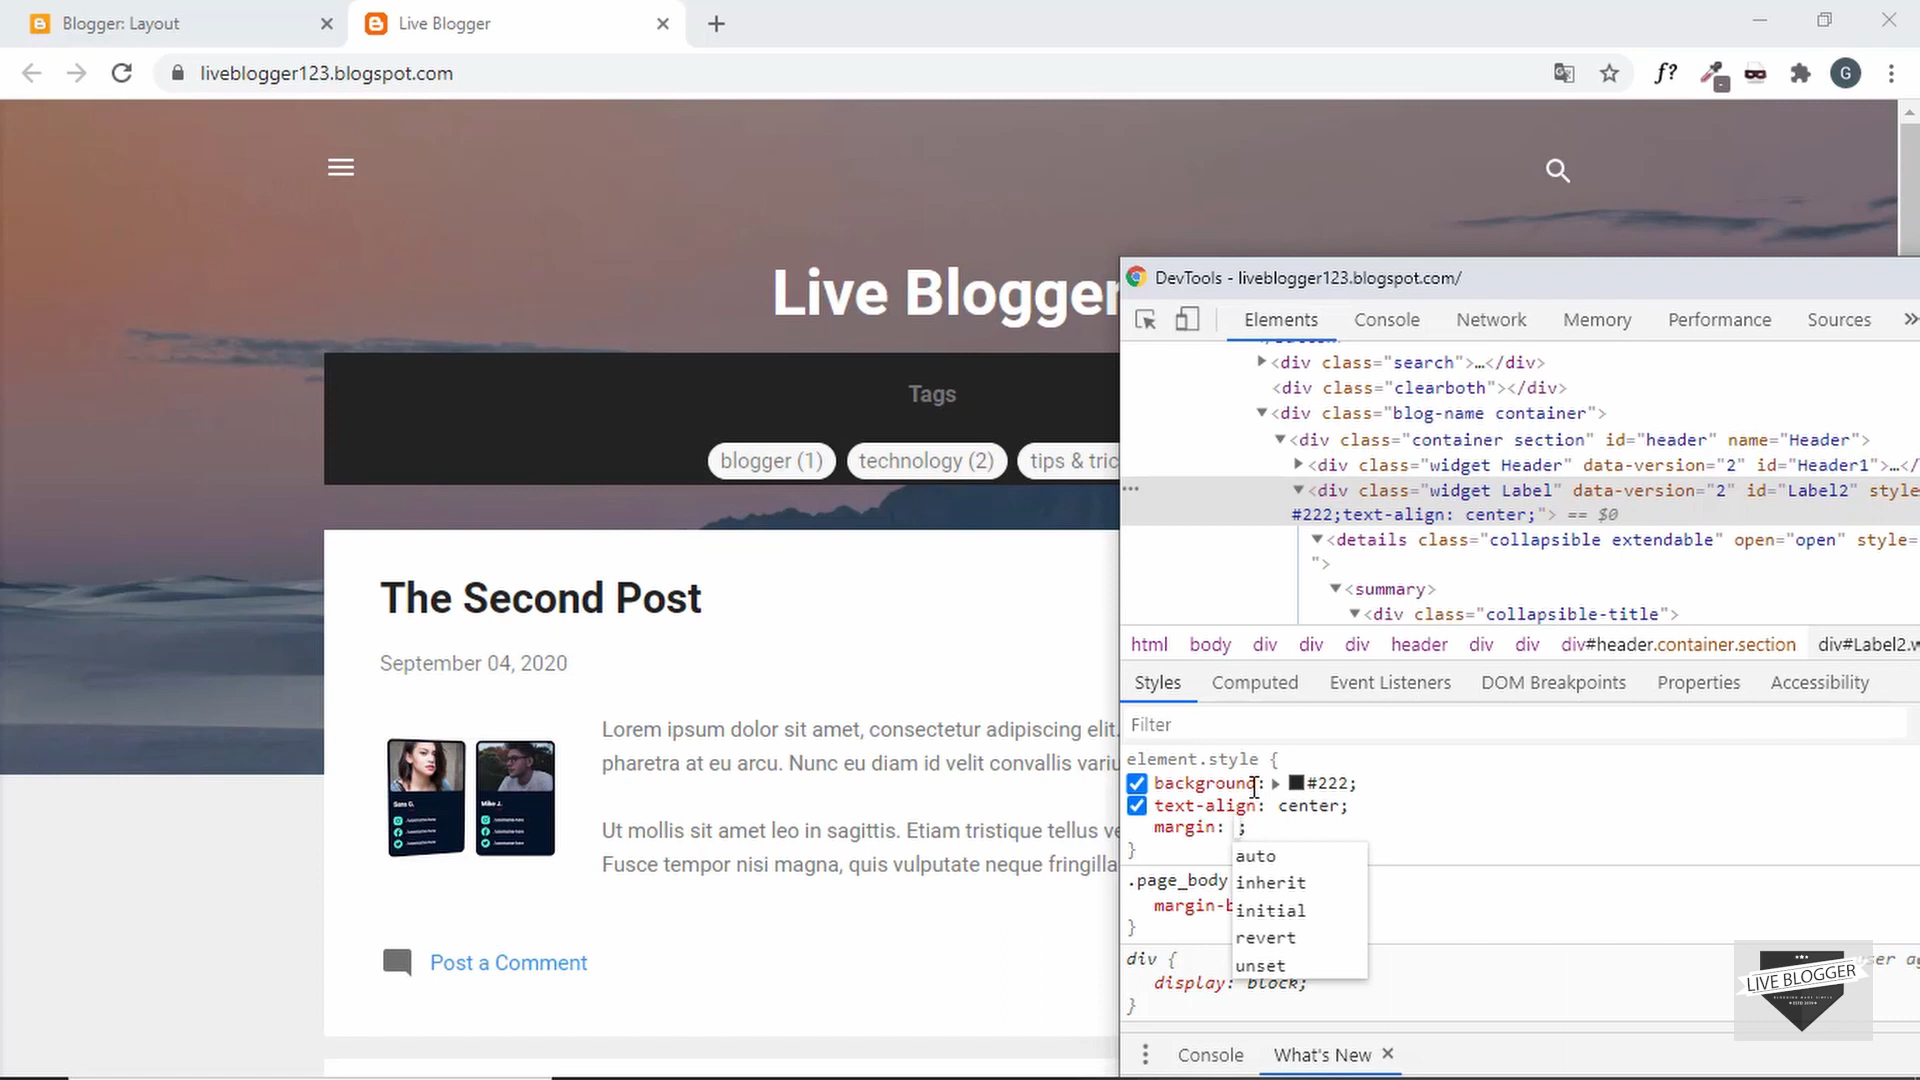 Blogger: Layout
Live Blogger
liveblogger123.blogspot.com
f?
G
Live Blogger
Tags
blogger (1)
technology (2)
tips & tric
The Second Post
September 04, 2020
Lorem ipsum dolor sit amet, consectetur adipiscing elit.
pharetra at eu arcu. Nunc eu diam id velit convallis variu
Ut mollis sit amet leo in sagittis. Etiam tristique tellus ve
Fusce tempor nisi magna, quis vulputate neque fringilla
Post a Comment
DevTools - liveblogger123.blogspot.com/
Elements Console Network Memory Performance Sources »
<div class="search">…</div>
<div class="clearboth"></div>
<div class="blog-name container">
<div class="container section" id="header" name="Header">
<div class="widget Header" data-version="2" id="Header1">…</
<div class="widget Label" data-version="2" id="Label2" style
#222;text-align: center;"> == $0
<details class="collapsible extendable" open="open" style=
">
<summary>
<div class="collapsible-title">
html body div div div header div div div#header.container.section div#Label2.w
Styles Computed Event Listeners DOM Breakpoints Properties Accessibility
Filter
element.style {
background: #222;
text-align: center;
margin: ;
}
auto
inherit
initial
revert
unset
.page_body
margin-b
}
div {
user ag
display: block;
}
Console What's New
LIVE BLOGGER